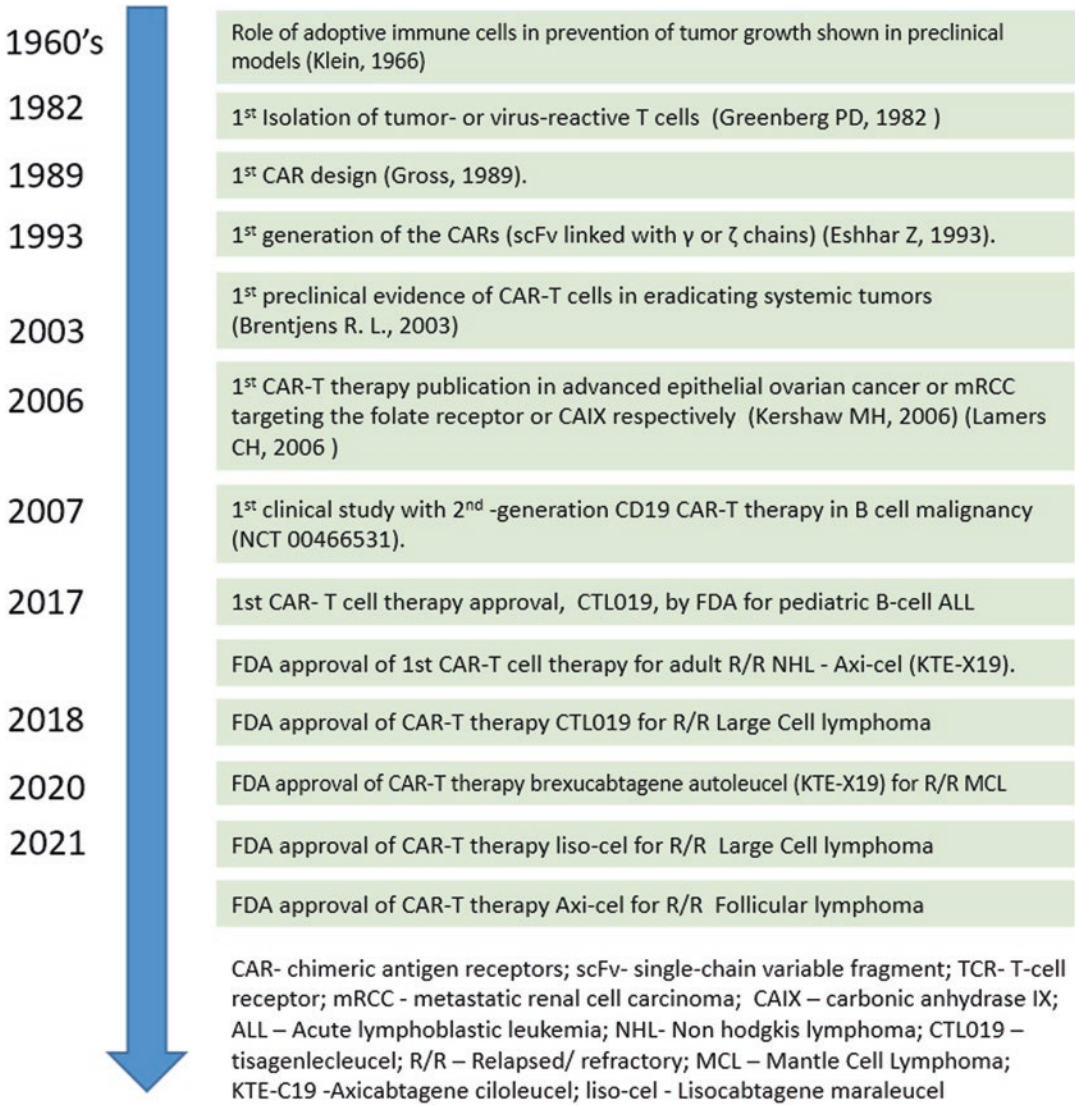 1960's
Role of adoptive immune cells in prevention of tumor growth shown in preclinical
models (Klein, 1966)
1982
1st Isolation of tumor- or virus-reactive T cells (Greenberg PD, 1982 )
1989
1st CAR design (Gross, 1989).
1993
1st generation of the CARs (scFv linked with γ or ζ chains) (Eshhar Z, 1993).
2003
1st preclinical evidence of CAR-T cells in eradicating systemic tumors
(Brentjens R. L., 2003)
2006
1st CAR-T therapy publication in advanced epithelial ovarian cancer or mRCC
targeting the folate receptor or CAIX respectively (Kershaw MH, 2006) (Lamers
CH, 2006 )
2007
1st clinical study with 2nd -generation CD19 CAR-T therapy in B cell malignancy
(NCT 00466531).
2017
1st CAR- T cell therapy approval, CTL019, by FDA for pediatric B-cell ALL
FDA approval of 1st CAR-T cell therapy for adult R/R NHL - Axi-cel (KTE-X19).
2018
FDA approval of CAR-T therapy CTL019 for R/R Large Cell lymphoma
2020
FDA approval of CAR-T therapy brexucabtagene autoleucel (KTE-X19) for R/R MCL
2021
FDA approval of CAR-T therapy liso-cel for R/R Large Cell lymphoma
FDA approval of CAR-T therapy Axi-cel for R/R Follicular lymphoma
CAR- chimeric antigen receptors; scFv- single-chain variable fragment; TCR- T-cell
receptor; mRCC - metastatic renal cell carcinoma; CAIX – carbonic anhydrase IX;
ALL – Acute lymphoblastic leukemia; NHL- Non hodgkis lymphoma; CTL019 –
tisagenlecleucel; R/R – Relapsed/ refractory; MCL – Mantle Cell Lymphoma;
KTE-C19 -Axicabtagene ciloleucel; liso-cel - Lisocabtagene maraleucel